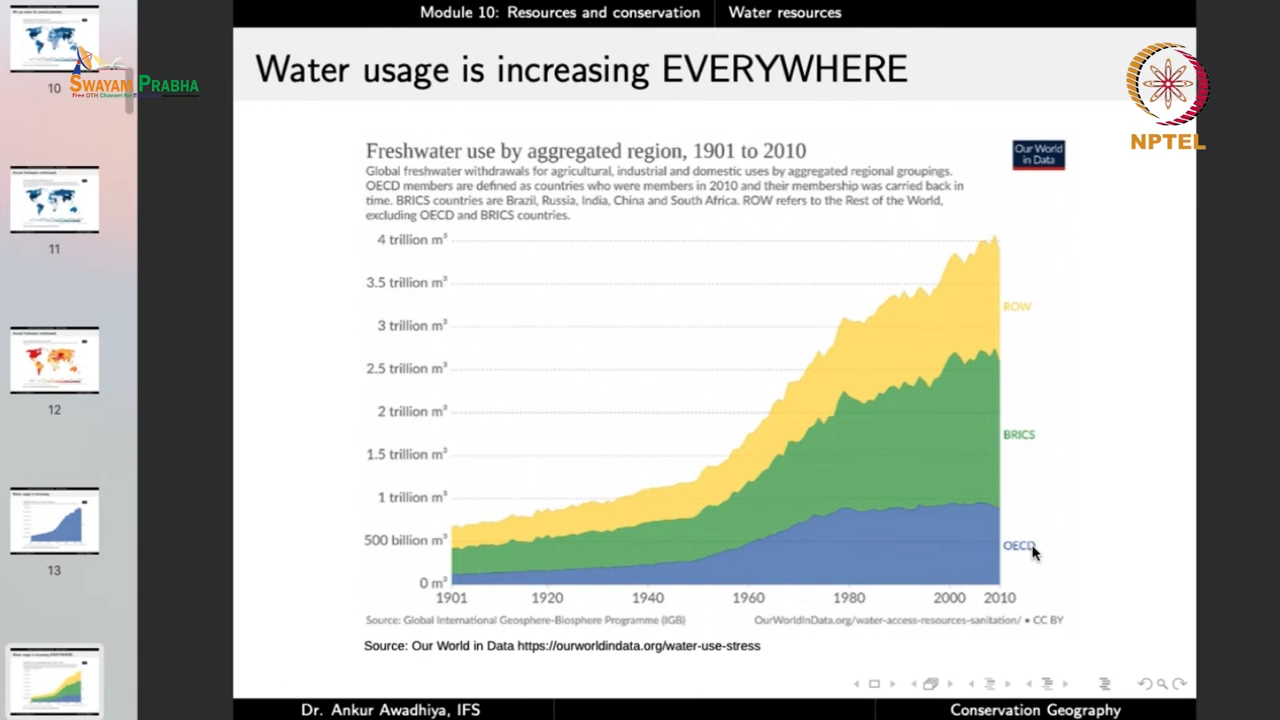 Module 10: Resources and conservation
Water resources
Water usage is increasing EVERYWHERE
10
SWAYAM PRABHA
NPTEL
Freshwater use by aggregated region, 1901 to 2010
Our World
in Data
Global freshwater withdrawals for agricultural, industrial and domestic uses by aggregated regional groupings.
OECD members are defined as countries who were members in 2010 and their membership was carried back in
time. BRICS countries are Brazil, Russia, India, China and South Africa. ROW refers to the Rest of the World,
excluding OECD and BRICS countries.
4 trillion m³
3.5 trillion m³
3 trillion m³
2.5 trillion m³
2 trillion m³
1.5 trillion m³
1 trillion m³
500 billion m³
0 m³
ROW
BRICS
OECD
1901
1920
1940
1960
1980
2000
2010
Source: Global International Geosphere-Biosphere Programme (IGB)
OurWorldInData.org/water-access-resources-sanitation/ • CC BY
Source: Our World in Data https://ourworldindata.org/water-use-stress
11
12
13
Dr. Ankur Awadhiya, IFS
Conservation Geography